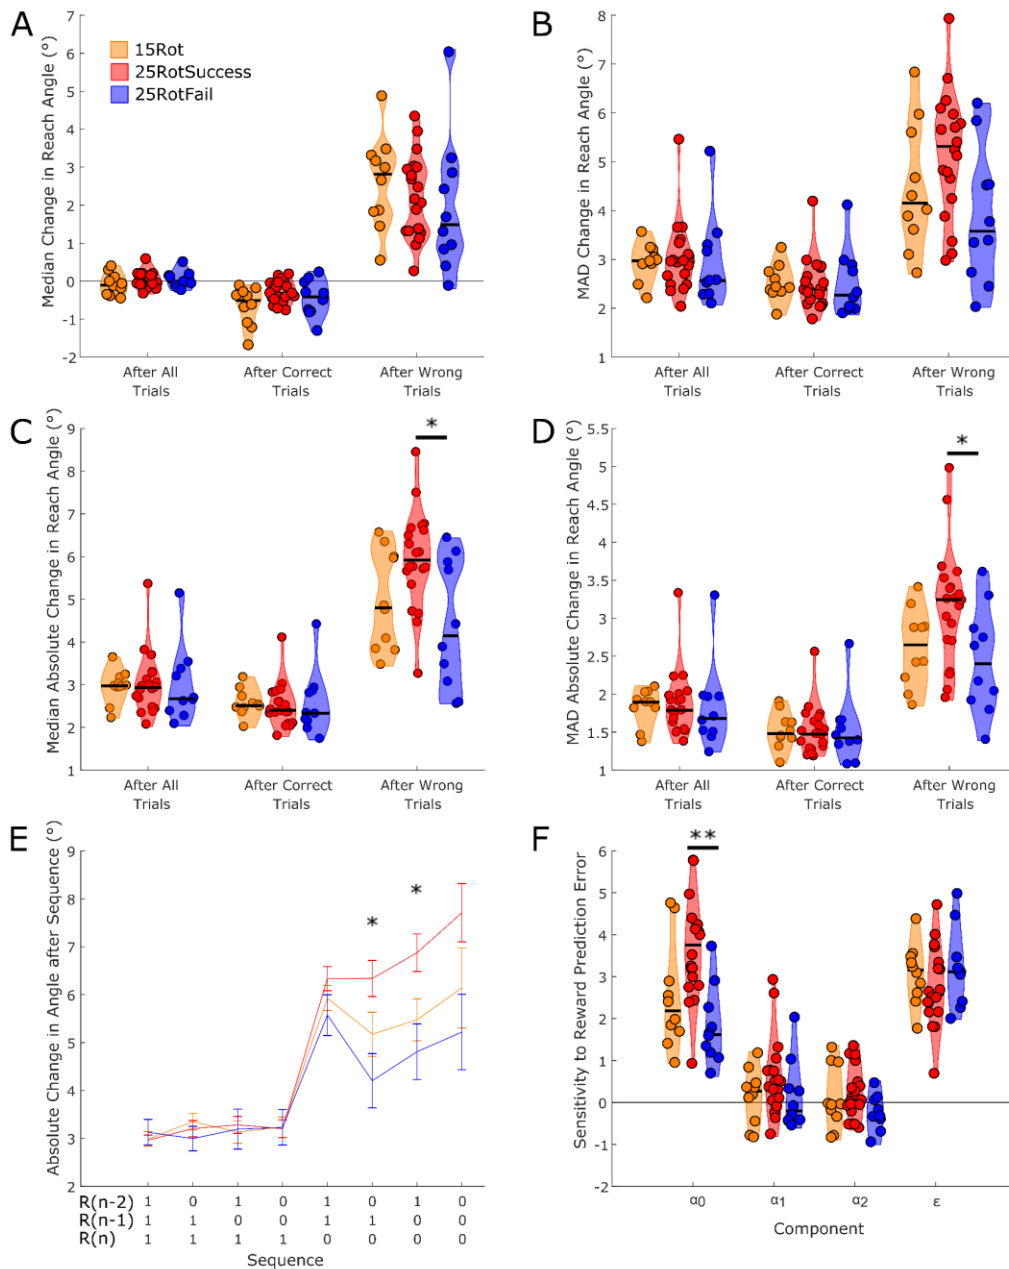 A
Median Change in Reach Angle (°)
7
6
5
4
3
2
1
0
-1
-2
15Rot
25RotSuccess
25RotFail
After All
Trials
After Correct
Trials
After Wrong
Trials
B
MAD Change in Reach Angle (°)
8
7
6
5
4
3
2
1
After All
Trials
After Correct
Trials
After Wrong
Trials
C
Median Absolute Change in Reach Angle (°)
9
8
7
6
5
4
3
2
1
*
After All
Trials
After Correct
Trials
After Wrong
Trials
D
MAD Absolute Change in Reach Angle (°)
5.5
5
4.5
4
3.5
3
2.5
2
1.5
1
*
After All
Trials
After Correct
Trials
After Wrong
Trials
E
Absolute Change in Angle after Sequence (°)
9
8
7
6
5
4
3
2
*
*
R(n-2) 1 0 1 0 1 0 1 0
R(n-1) 1 1 0 0 1 1 0 0
R(n) 1 1 1 1 0 0 0 0
Sequence
F
Sensitivity to Reward Prediction Error
6
5
4
3
2
1
0
-1
-2
**
α0 α1 α2 ε
Component